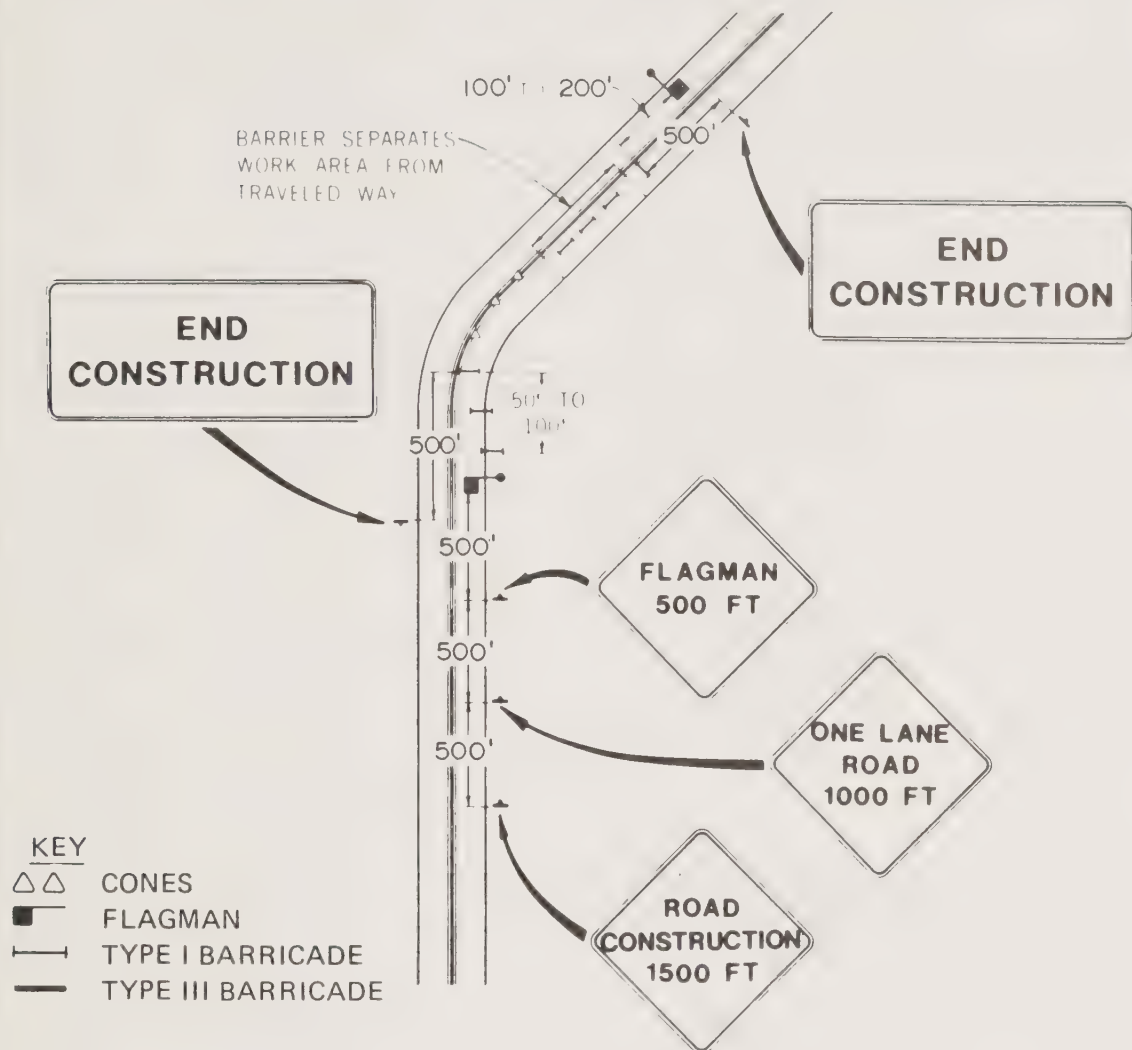 100' TO 200'
BARRIER SEPARATES
WORK AREA FROM
TRAVELED WAY
500'
END
CONSTRUCTION
END
CONSTRUCTION
50' TO
100'
500'
500'
FLAGMAN
500 FT
500'
ONE LANE
ROAD
1000 FT
500'
ROAD
CONSTRUCTION
1500 FT
KEY
CONES
FLAGMAN
TYPE I BARRICADE
TYPE III BARRICADE